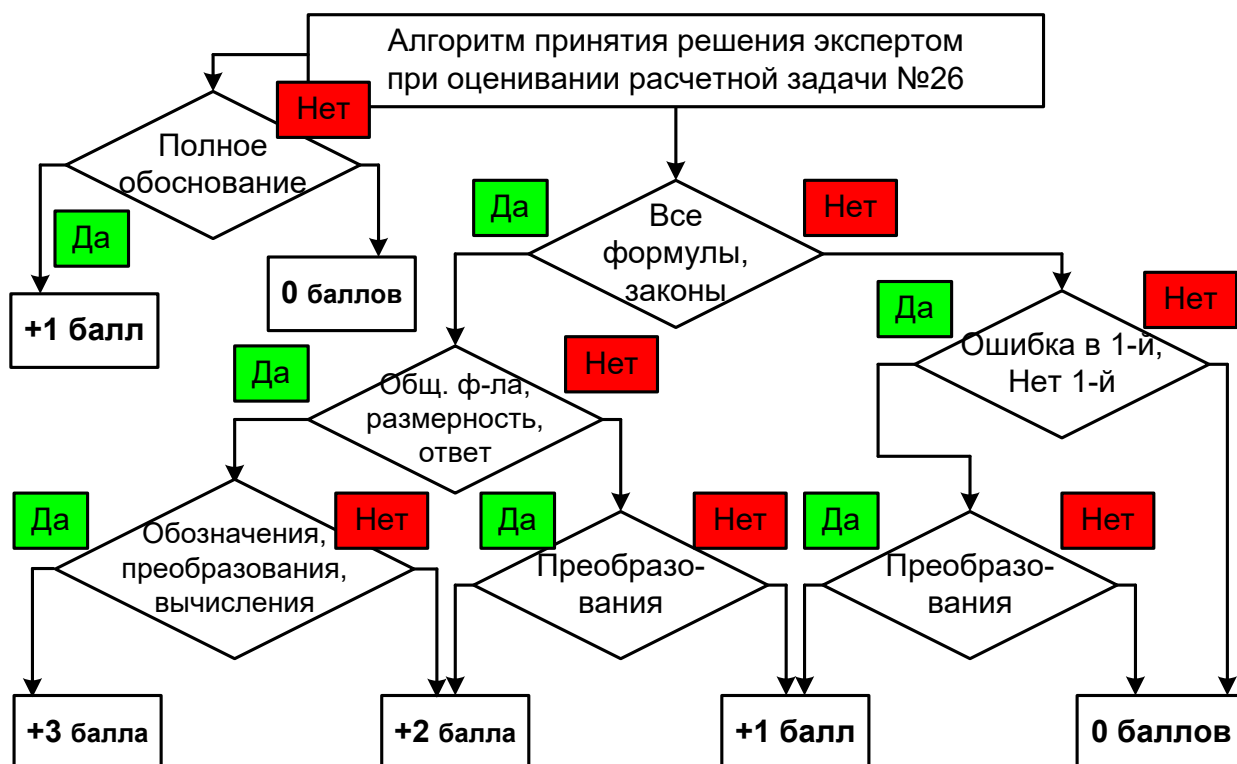 Алгоритм принятия решения экспертом
при оценивании расчетной задачи №26
Нет
Полное
обоснование
Да
+1 балл
0 баллов
Да
Нет
Все
формулы,
законы
Да
Нет
Ошибка в 1-й,
Нет 1-й
Да
Нет
Общ. ф-ла,
размерность,
ответ
Да
Нет
Обозначения,
преобразования,
вычисления
Да
Нет
Преобразо-
вания
Да
Нет
Преобразо-
вания
+3 балла
+2 балла
+1 балл
0 баллов